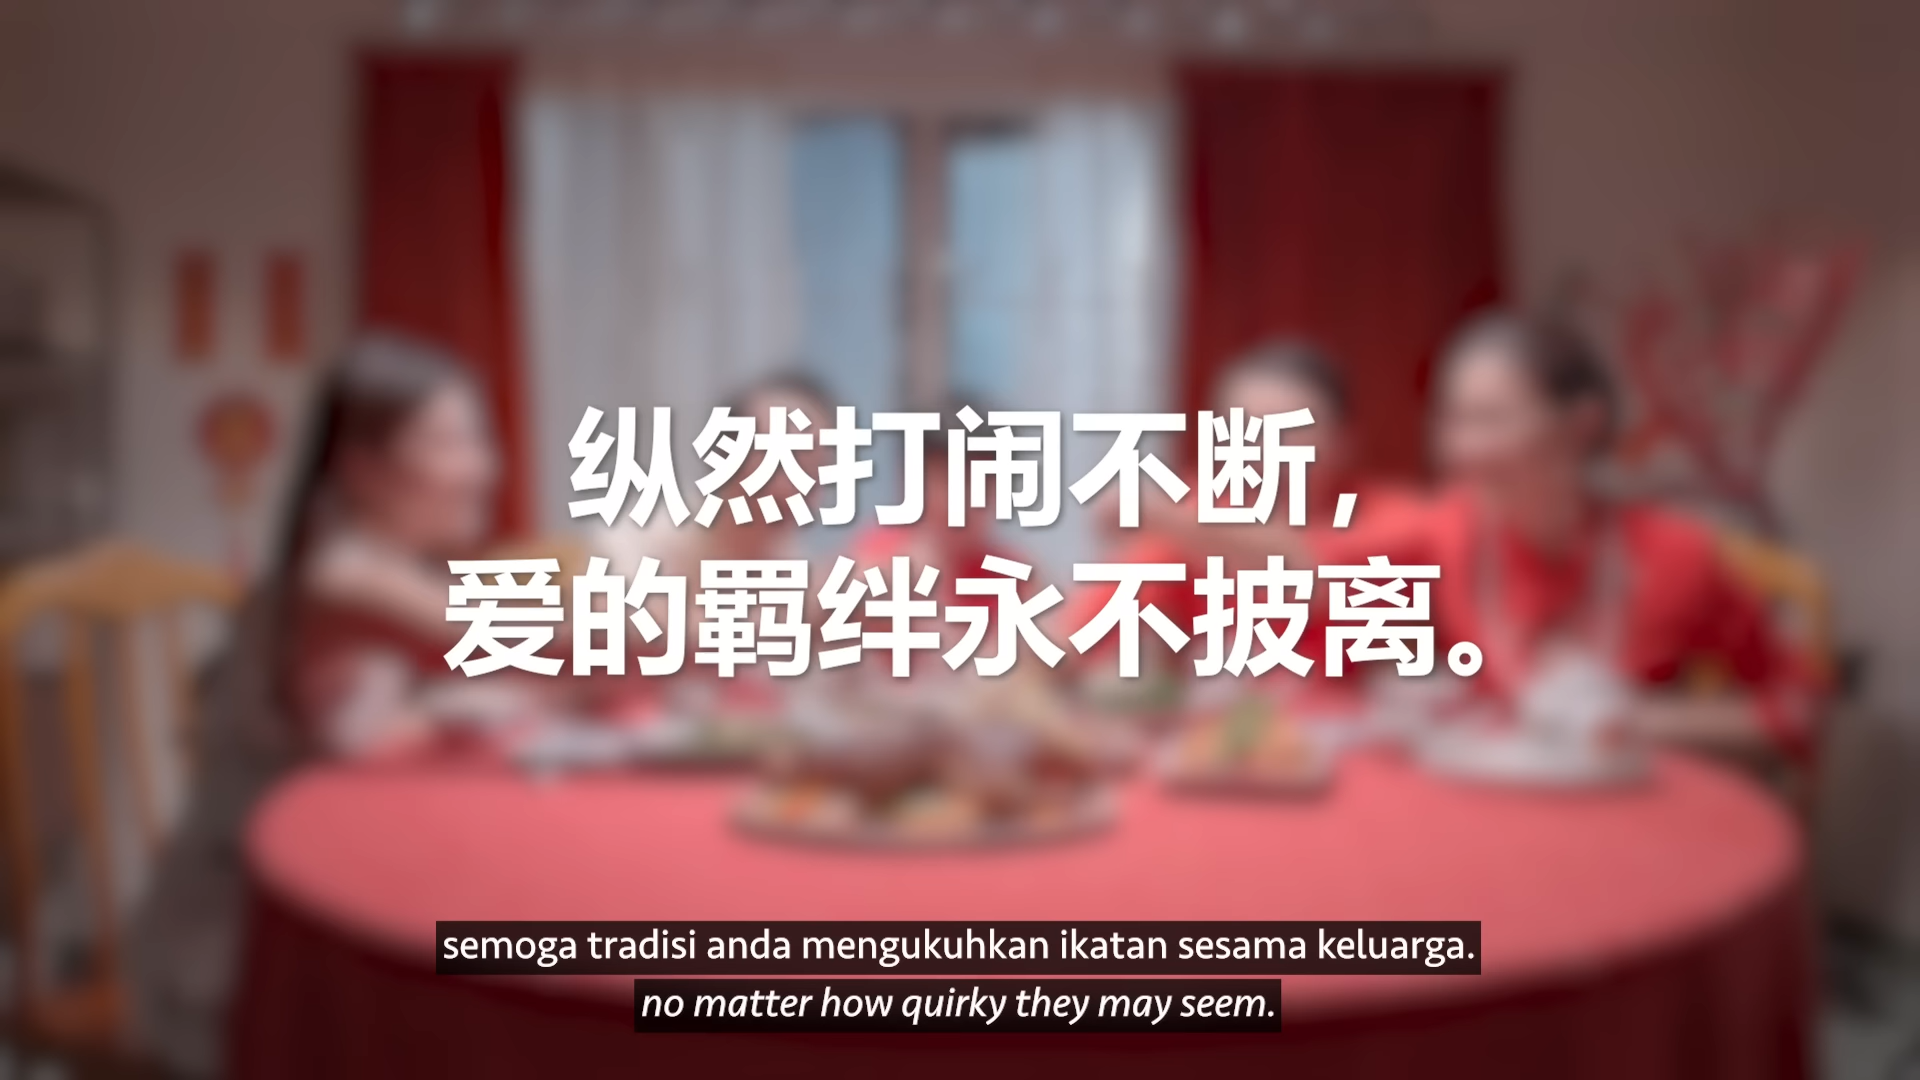 纵然打闹不断，
爱的羁绊永不披离。
semoga tradisi anda mengukuhkan ikatan sesama keluarga.
no matter how quirky they may seem.